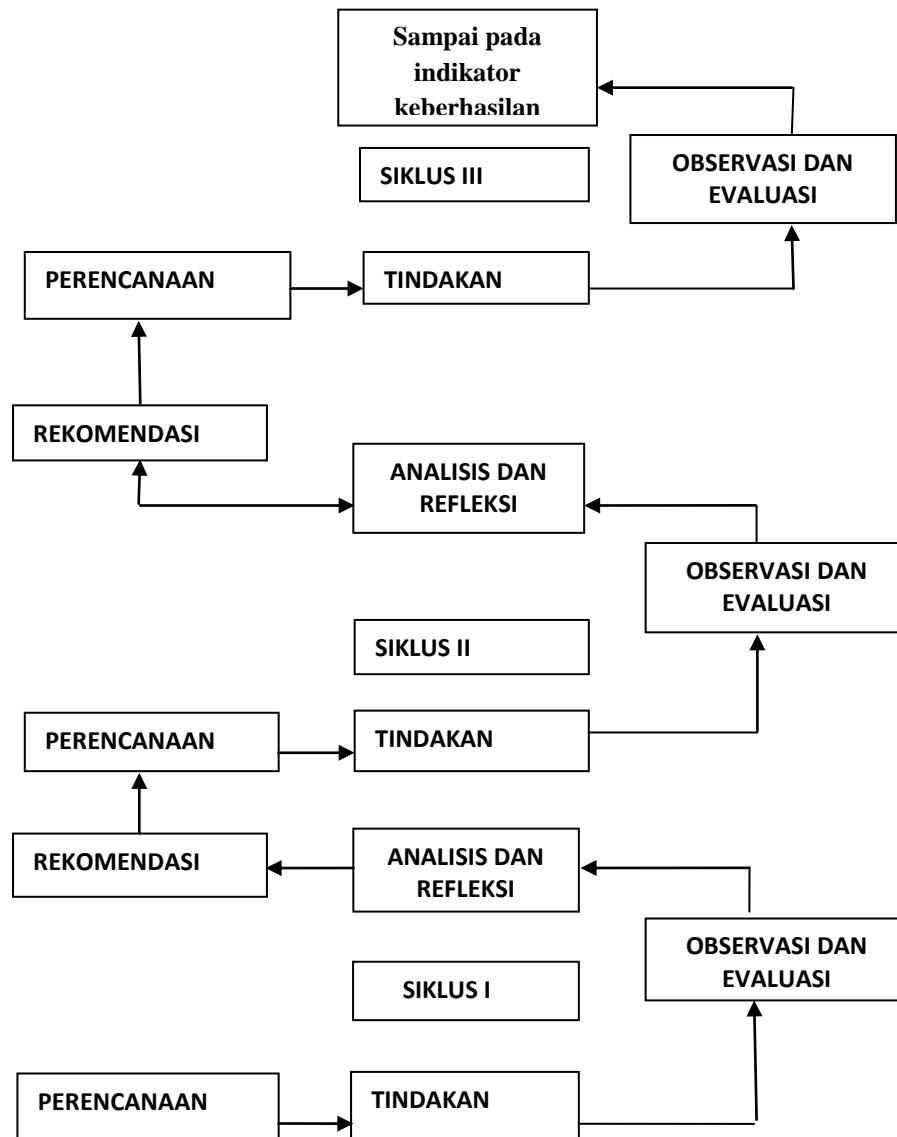 Sampai pada
indikator
keberhasilan
SIKLUS III
OBSERVASI DAN
EVALUASI
PERENCANAAN
TINDAKAN
REKOMENDASI
ANALISIS DAN
REFLEKSI
OBSERVASI DAN
EVALUASI
SIKLUS II
PERENCANAAN
TINDAKAN
REKOMENDASI
ANALISIS DAN
REFLEKSI
OBSERVASI DAN
EVALUASI
SIKLUS I
PERENCANAAN
TINDAKAN